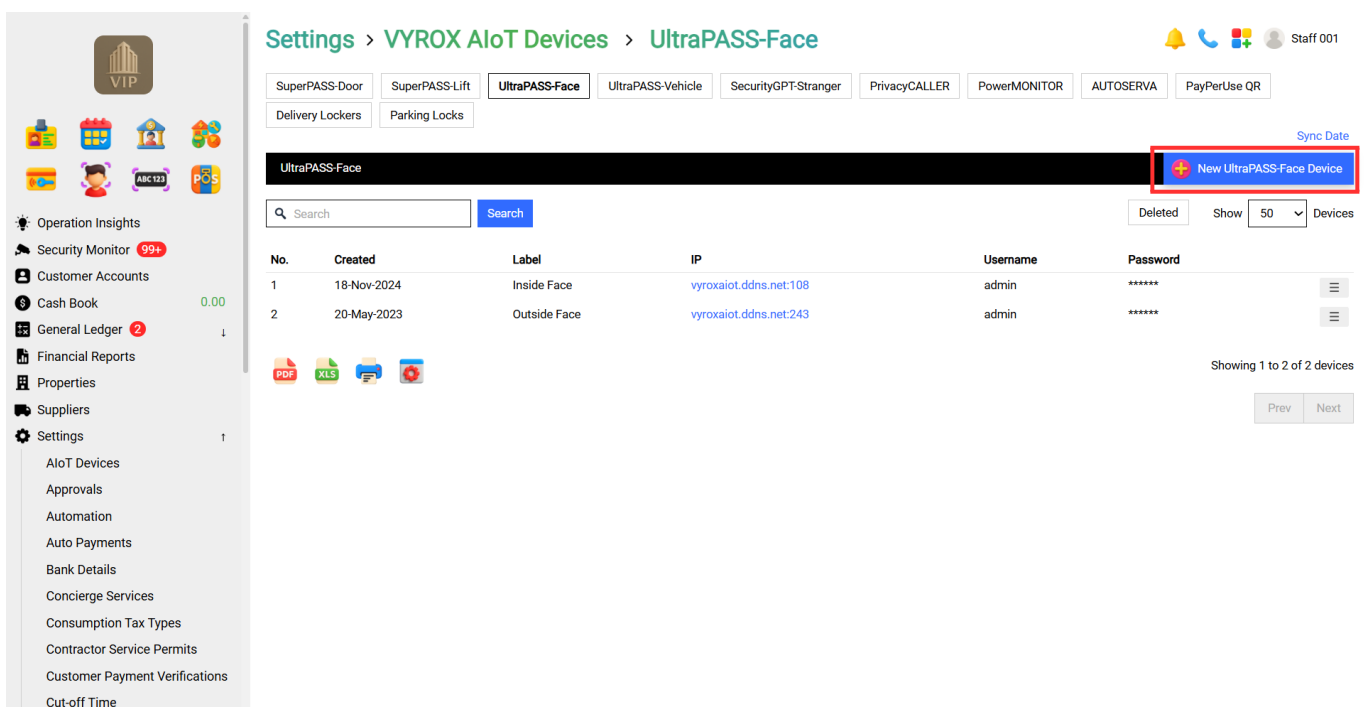 VIP
ABC 123
POS
Operation Insights
Security Monitor 99+
Customer Accounts
Cash Book 0.00
General Ledger 2 ↓
Financial Reports
Properties
Suppliers
Settings ↑
AIoT Devices
Approvals
Automation
Auto Payments
Bank Details
Concierge Services
Consumption Tax Types
Contractor Service Permits
Customer Payment Verifications
Cut-off Time
Settings > VYROX AIoT Devices > UltraPASS-Face
Staff 001
SuperPASS-Door SuperPASS-Lift UltraPASS-Face UltraPASS-Vehicle SecurityGPT-Stranger PrivacyCALLER PowerMONITOR AUTOSERVA PayPerUse QR
Delivery Lockers Parking Locks
Sync Date
UltraPASS-Face New UltraPASS-Face Device
Search Search Deleted Show 50 Devices
No. Created Label IP Username Password
1 18-Nov-2024 Inside Face vyroxaiot.ddns.net:108 admin ******
2 20-May-2023 Outside Face vyroxaiot.ddns.net:243 admin ******
PDF XLS Showing 1 to 2 of 2 devices
Prev Next